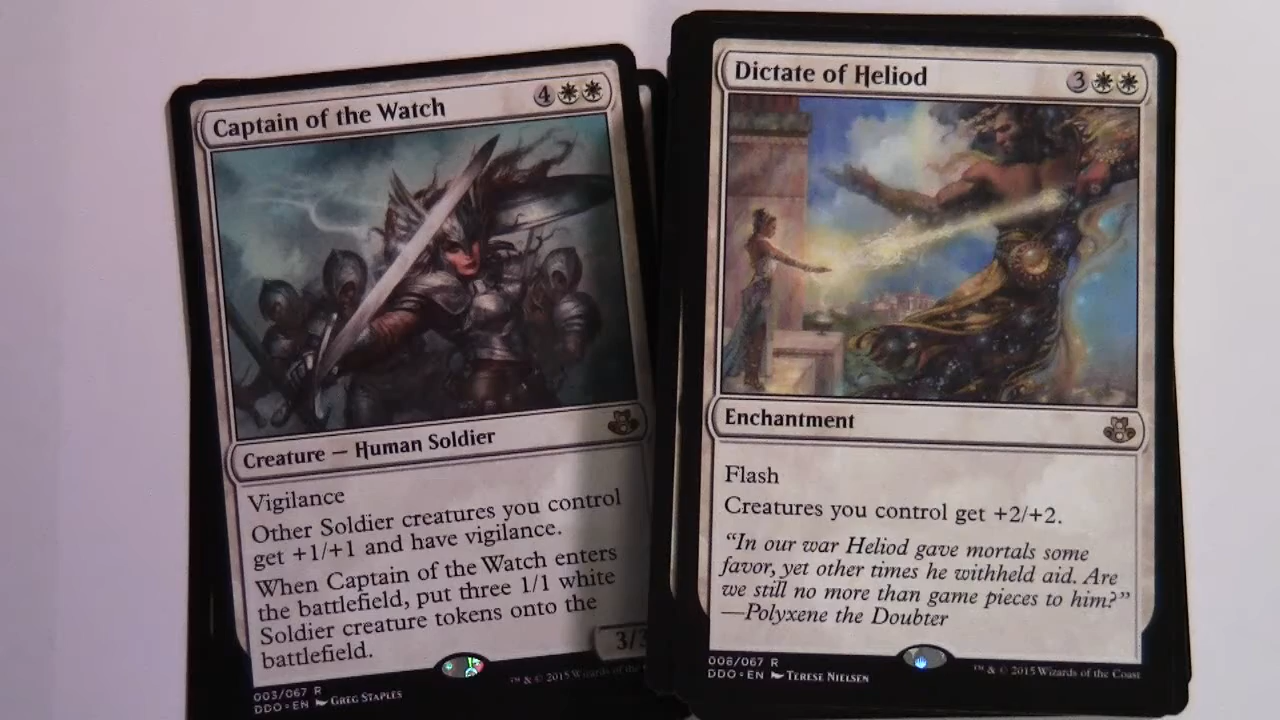 Captain of the Watch 4
Creature — Human Soldier
Vigilance
Other Soldier creatures you control
get +1/+1 and have vigilance.
When Captain of the Watch enters
the battlefield, put three 1/1 white
Soldier creature tokens onto the
battlefield.
3/3
003/067 R
DDO • EN GREG STAPLES
™ & © 2015 Wizards of the
Dictate of Heliod 3
Enchantment
Flash
Creatures you control get +2/+2.
"In our war Heliod gave mortals some
favor, yet other times he withheld aid. Are
we still no more than game pieces to him?"
—Polyxene the Doubter
008/067 R
DDO • EN TERESE NIELSEN
™ & © 2015 Wizards of the Coast